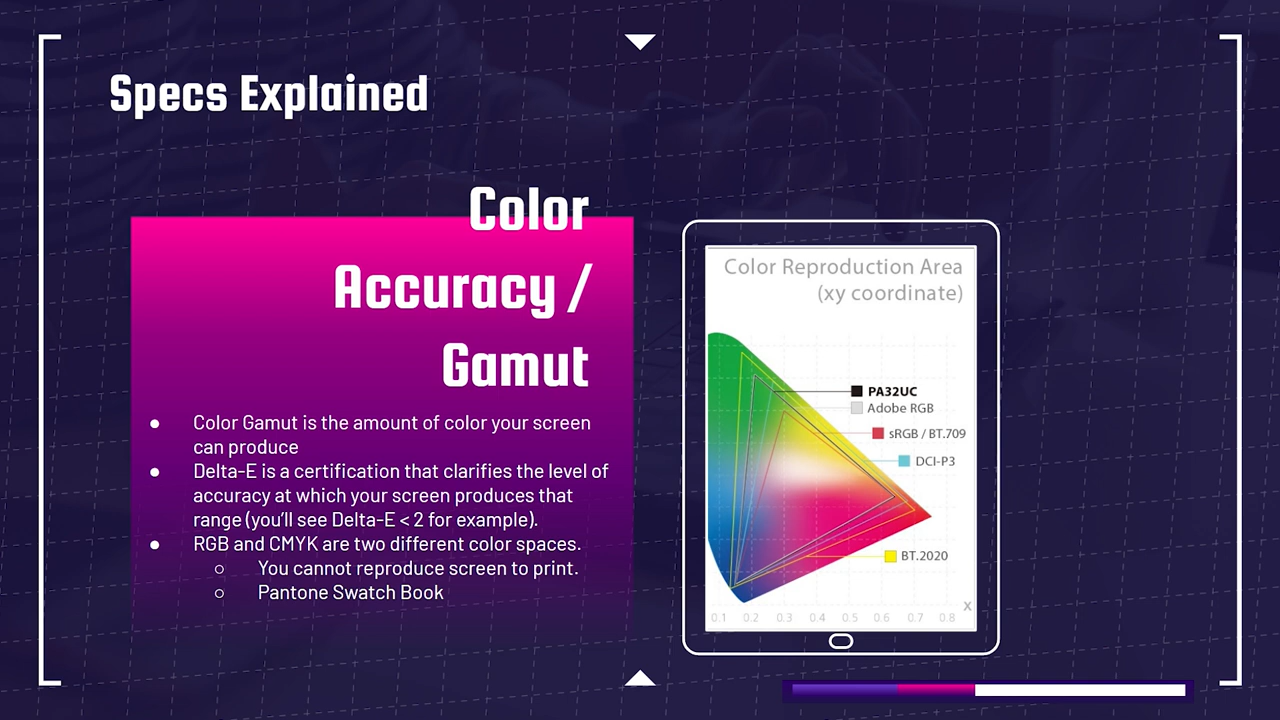 Specs Explained
Color
Accuracy /
Gamut
● Color Gamut is the amount of color your screen
can produce
● Delta-E is a certification that clarifies the level of
accuracy at which your screen produces that
range (you'll see Delta-E < 2 for example).
● RGB and CMYK are two different color spaces.
○ You cannot reproduce screen to print.
○ Pantone Swatch Book
Color Reproduction Area
(xy coordinate)
PA32UC
Adobe RGB
sRGB / BT.709
DCI-P3
BT.2020
X
0.1 0.2 0.3 0.4 0.5 0.6 0.7 0.8